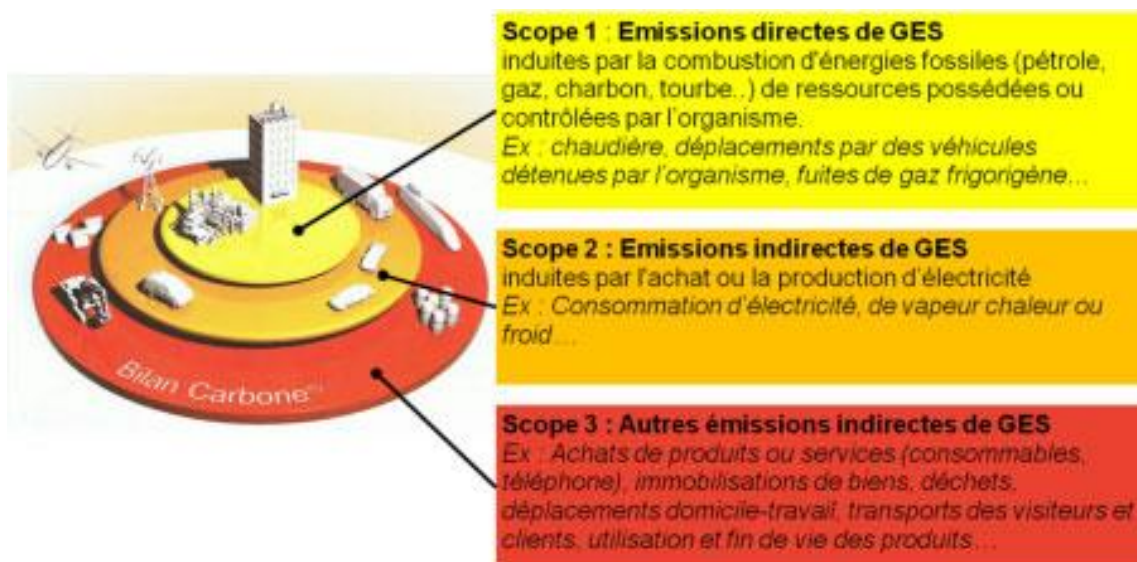 Scope 1 : Emissions directes de GES
induites par la combustion d'énergies fossiles (pétrole,
gaz, charbon, tourbe..) de ressources possédées ou
contrôlées par l'organisme.
Ex : chaudière, déplacements par des véhicules
détenues par l'organisme, fuites de gaz frigorigène…
Scope 2 : Emissions indirectes de GES
induites par l'achat ou la production d'électricité
Ex : Consommation d'électricité, de vapeur chaleur ou
froid…
Bilan Carbone
Scope 3 : Autres émissions indirectes de GES
Ex : Achats de produits ou services (consommables,
téléphone), immobilisations de biens, déchets,
déplacements domicile-travail, transports des visiteurs et
clients, utilisation et fin de vie des produits…